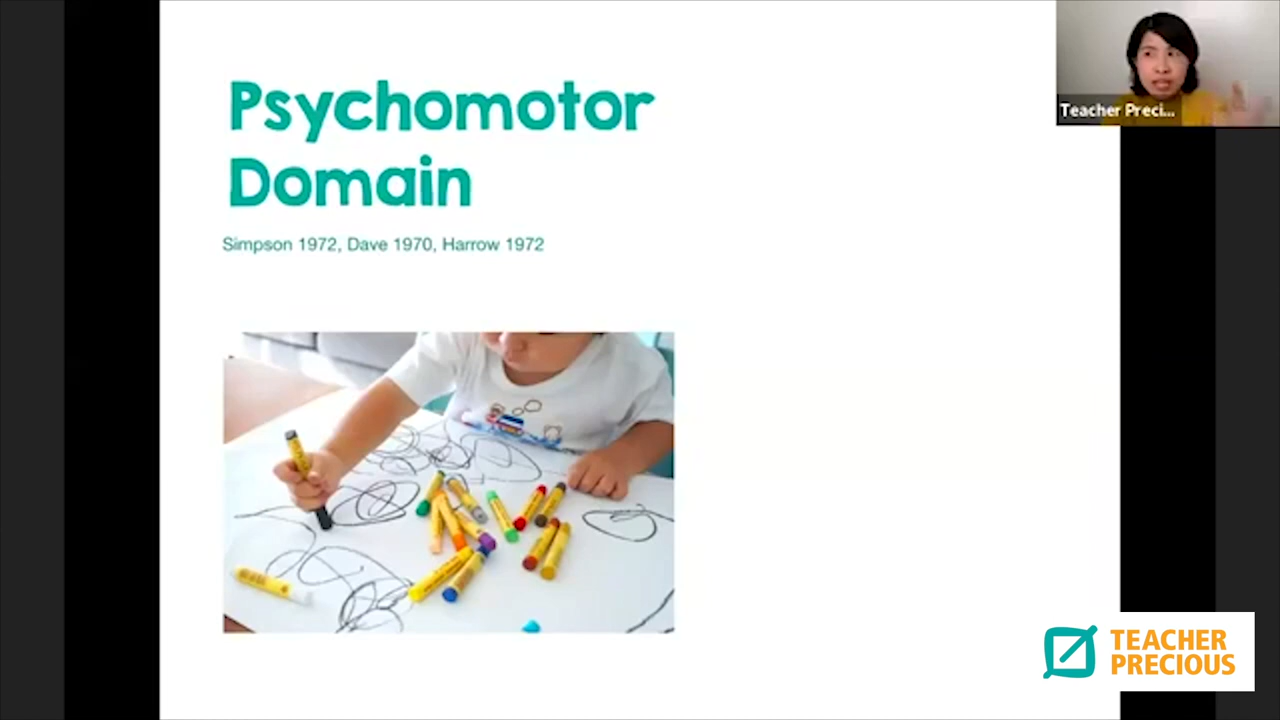 Psychomotor
Domain
Simpson 1972, Dave 1970, Harrow 1972
Teacher Preci...
TEACHER
PRECIOUS